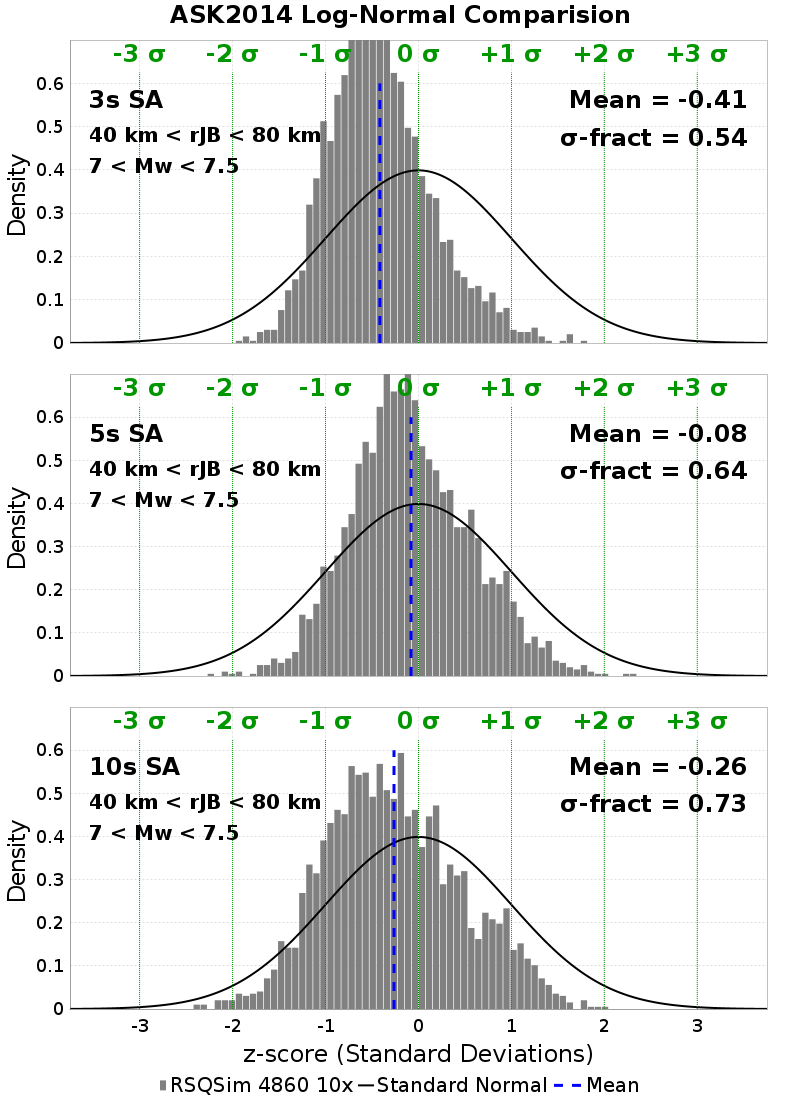 ASK2014 Log-Normal Comparision
-3 σ -2 σ -1 σ 0 σ +1 σ +2 σ +3 σ
0.6
3s SA
Mean = -0.41
0.5
40 km < rJB < 80 km
σ-fract = 0.54
0.4
7 < Mw < 7.5
Density
0.3
0.2
0.1
0
-3 σ -2 σ -1 σ 0 σ +1 σ +2 σ +3 σ
0.6
5s SA
Mean = -0.08
0.5
40 km < rJB < 80 km
σ-fract = 0.64
0.4
7 < Mw < 7.5
Density
0.3
0.2
0.1
0
-3 σ -2 σ -1 σ 0 σ +1 σ +2 σ +3 σ
0.6
10s SA
Mean = -0.26
0.5
40 km < rJB < 80 km
σ-fract = 0.73
0.4
7 < Mw < 7.5
Density
0.3
0.2
0.1
0
-3 -2 -1 0 1 2 3
z-score (Standard Deviations)
RSQSim 4860 10x Standard Normal Mean